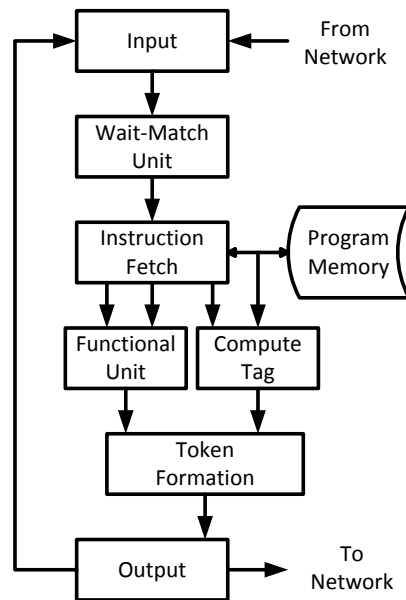 Input
From
Network
Wait-Match
Unit
Instruction
Fetch
Program
Memory
Functional
Unit
Compute
Tag
Token
Formation
Output
To
Network